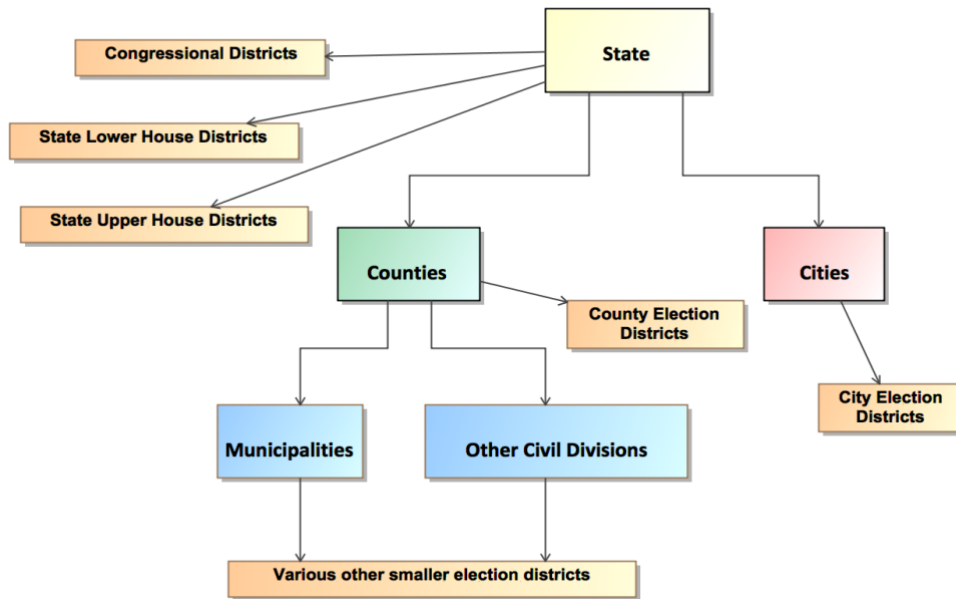 Congressional Districts
State
State Lower House Districts
State Upper House Districts
Counties
Cities
County Election
Districts
City Election
Districts
Municipalities
Other Civil Divisions
Various other smaller election districts